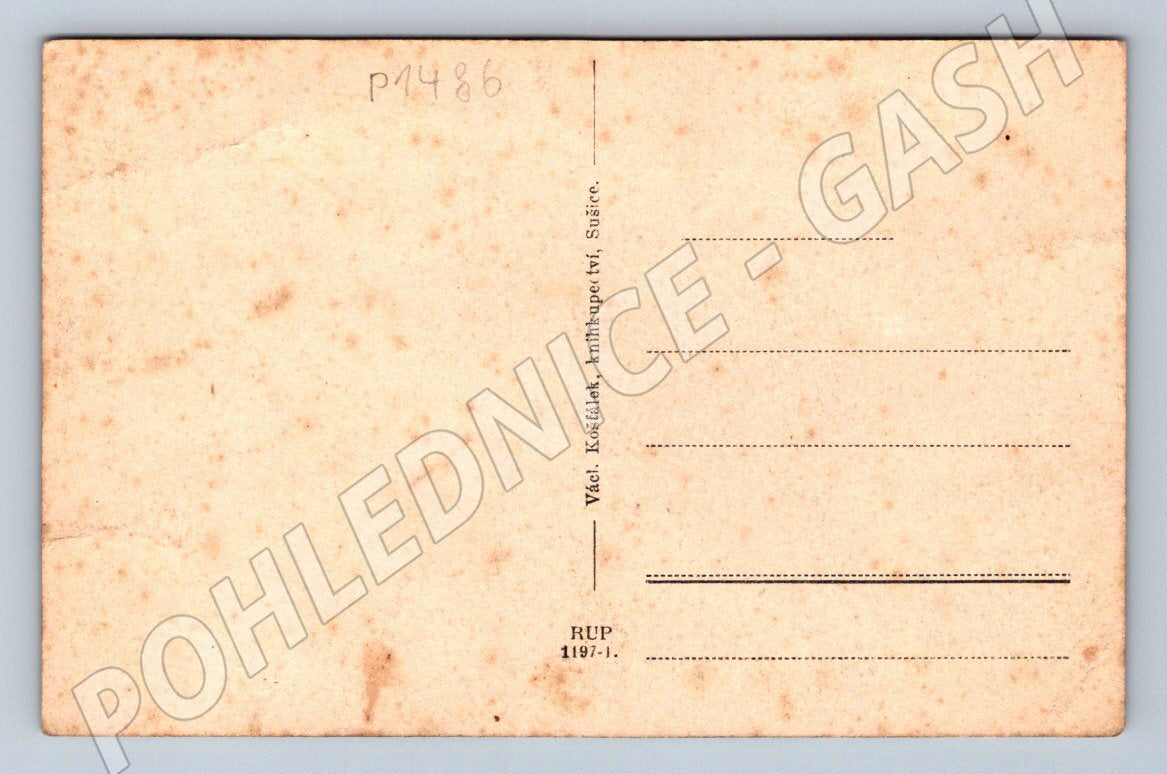 p1486
Václ. Košťálek, knihkupectví, Sušice.
RUP
1197-1.
POHLEDNICE - GASH